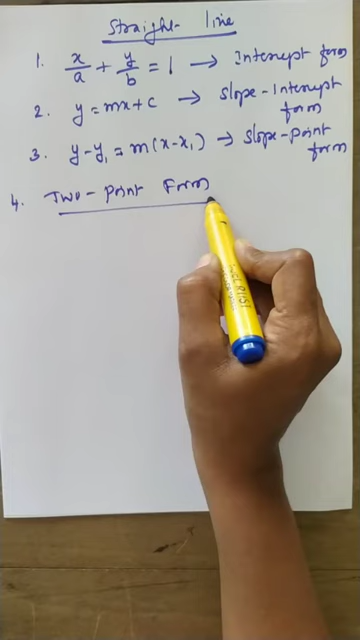 Straight line
1. x/a + y/b = 1 → Intercept form
2. y = mx + c → Slope-Intercept form
3. y - y₁ = m(x - x₁) → Slope-point form
4. Two-point Form